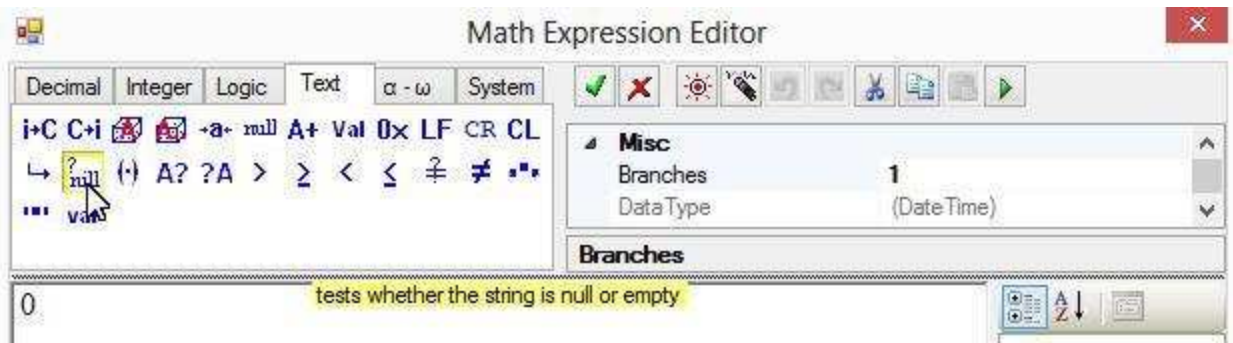 Math Expression Editor
Decimal Integer Logic Text α - ω System
i→C C→i A A →a← null A+ Val 0x LF CR CL
?null (·) A? ?A > ≥ < ≤ ≟ ≠
val
Misc
Branches 1
DataType (DateTime)
Branches
tests whether the string is null or empty
0
A Z